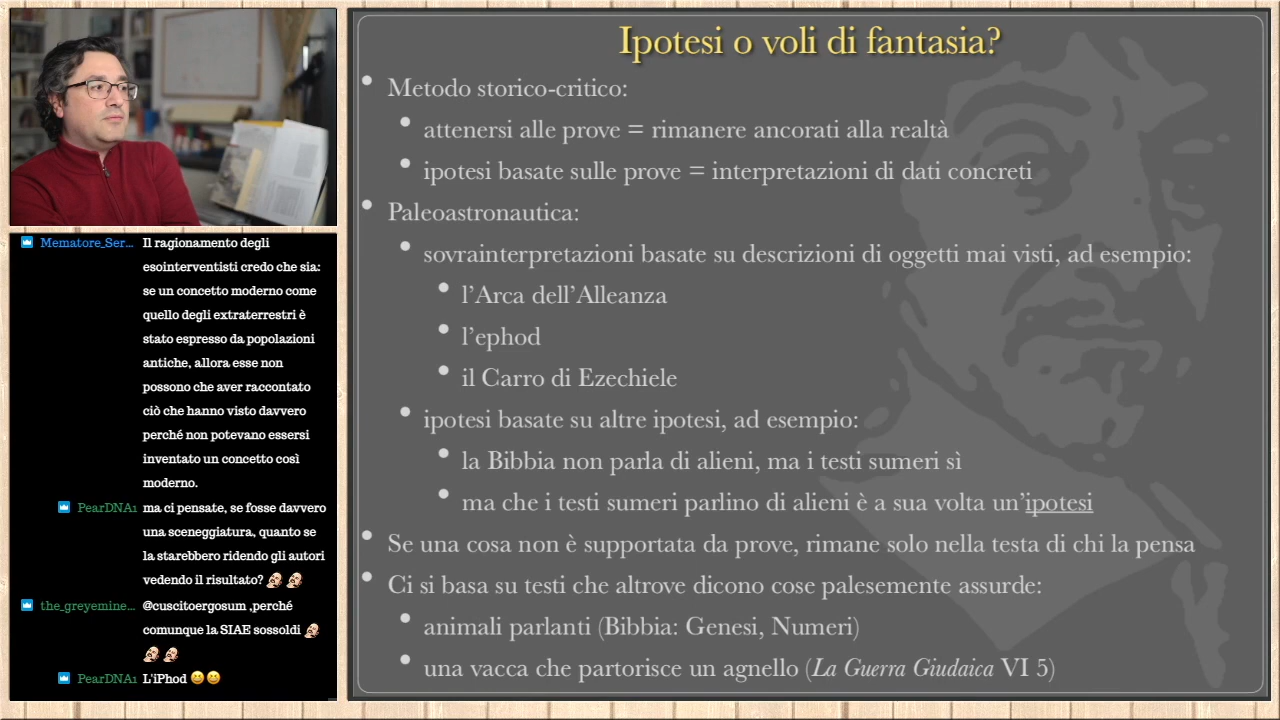 Ipotesi o voli di fantasia?
• Metodo storico-critico:
• attenersi alle prove = rimanere ancorati alla realtà
• ipotesi basate sulle prove = interpretazioni di dati concreti
• Paleoastronautica:
• sovrainterpretazioni basate su descrizioni di oggetti mai visti, ad esempio:
• l’Arca dell’Alleanza
• l’ephod
• il Carro di Ezechiele
• ipotesi basate su altre ipotesi, ad esempio:
• la Bibbia non parla di alieni, ma i testi sumeri sì
• ma che i testi sumeri parlino di alieni è a sua volta un’ipotesi
• Se una cosa non è supportata da prove, rimane solo nella testa di chi la pensa
• Ci si basa su testi che altrove dicono cose palesemente assurde:
• animali parlanti (Bibbia: Genesi, Numeri)
• una vacca che partorisce un agnello (La Guerra Giudaica VI 5)
Mematore_Ser... Il ragionamento degli
esointerventisti credo che sia:
se un concetto moderno come
quello degli extraterrestri è
stato espresso da popolazioni
antiche, allora esse non
possono che aver raccontato
ciò che hanno visto davvero
perché non potevano essersi
inventato un concetto così
moderno.
PearDNA1 ma ci pensate, se fosse davvero
una sceneggiatura, quanto se
la starebbero ridendo gli autori
vedendo il risultato?
the_greyemine... @cuscitoergosum ,perché
comunque la SIAE sossoldi
PearDNA1 L'iPhod 😀😀